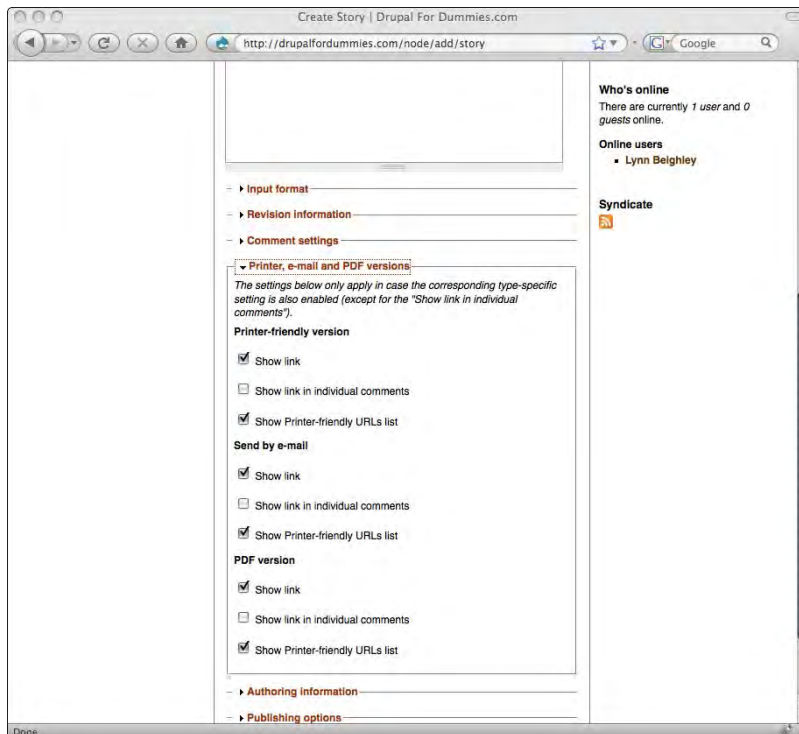 Create Story | Drupal For Dummies.com
http://drupalfordummies.com/node/add/story
Google
Input format
Revision information
Comment settings
Printer, e-mail and PDF versions
The settings below only apply in case the corresponding type-specific
setting is also enabled (except for the "Show link in individual
comments").
Printer-friendly version
Show link
Show link in individual comments
Show Printer-friendly URLs list
Send by e-mail
Show link
Show link in individual comments
Show Printer-friendly URLs list
PDF version
Show link
Show link in individual comments
Show Printer-friendly URLs list
Authoring information
Publishing options
Who's online
There are currently 1 user and 0
guests online.
Online users
Lynn Beighley
Syndicate
Done